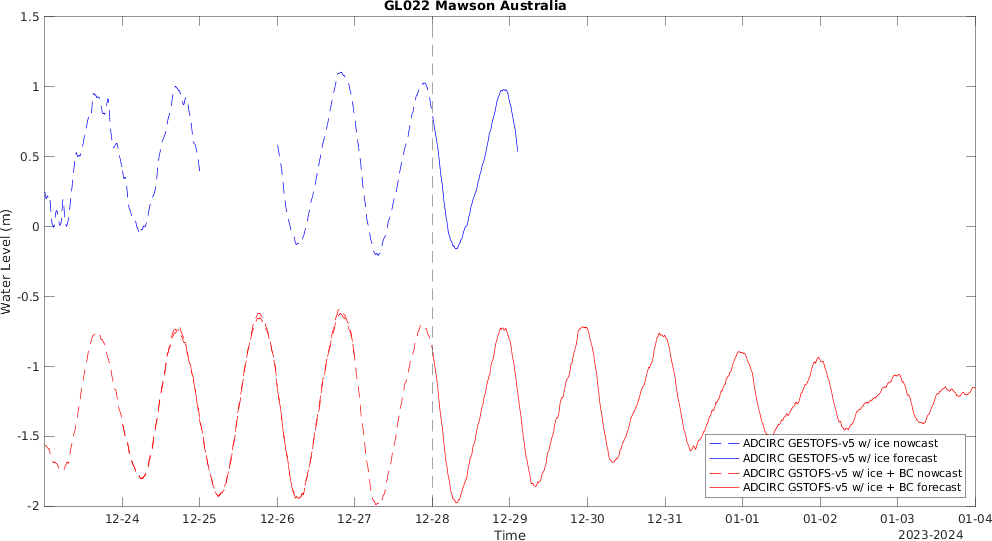 GL022 Mawson Australia
1.5
1
0.5
0
-0.5
-1
-1.5
-2
Water Level (m)
12-24 12-25 12-26 12-27 12-28 12-29 12-30 12-31 01-01 01-02 01-03 01-04
Time
2023-2024
ADCIRC GESTOFS-v5 w/ ice nowcast
ADCIRC GESTOFS-v5 w/ ice forecast
ADCIRC GSTOFS-v5 w/ ice + BC nowcast
ADCIRC GSTOFS-v5 w/ ice + BC forecast